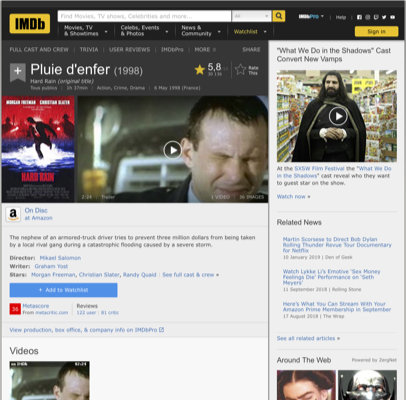 IMDb
Find Movies, TV shows, Celebrities and more...
All
IMDbPro
Help
Movies, TV
& Showtimes
Celebs, Events
& Photos
News &
Community
Watchlist
Sign in
FULL CAST AND CREW | TRIVIA | USER REVIEWS | IMDbPro | MORE
SHARE
Pluie d'enfer (1998)
Hard Rain (original title)
Tous publics | 1h 37min | Action, Crime, Drama | 6 May 1998 (France)
5,8
Rate
This
MORGAN FREEMAN CHRISTIAN SLATER
HARD RAIN
2:24 | Trailer
1 VIDEO
36 IMAGES
On Disc
at Amazon
The nephew of an armored-truck driver tries to prevent three million dollars from being taken
by a local rival gang during a catastrophic flooding caused by a severe storm.
Director: Mikael Salomon
Writer: Graham Yost
Stars: Morgan Freeman, Christian Slater, Randy Quaid | See full cast & crew »
+ Add to Watchlist
Metascore
From metacritic.com
Reviews
122 user | 81 critic
View production, box office, & company info on IMDbPro
Videos
"What We Do in the Shadows" Cast
Convert New Vamps
At the SXSW Film Festival the "What We
Do in the Shadows" cast reveal who they
want to guest star on the show.
Watch now »
Related News
Martin Scorsese to Direct Bob Dylan
Rolling Thunder Revue Tour Documentary
for Netflix
10 January 2019 | Den of Geek
Watch Lykke Li's Emotive 'Sex Money
Feelings Die' Performance on 'Seth
Meyers'
11 September 2018 | Rolling Stone
Here's What You Can Stream With Your
Amazon Prime Membership in September
17 August 2018 | The Wrap
See all related articles »
Around The Web
Powered by ZergNet